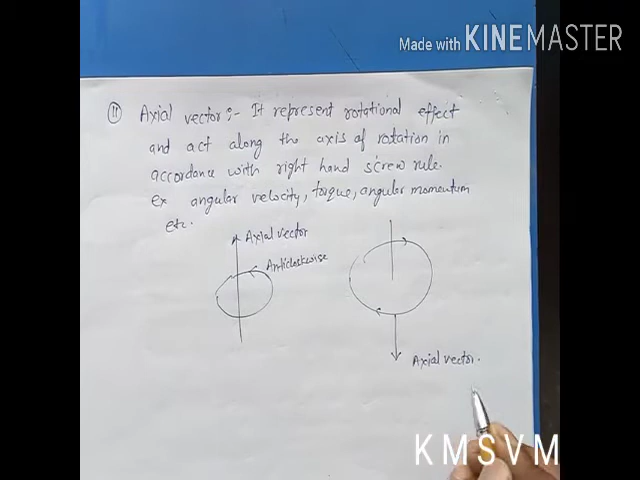 Made with KINEMASTER
⑪ Axial vector :- It represent rotational effect
and act along the axis of rotation in
accordance with right hand screw rule.
ex angular velocity, torque, angular momentum
etc.
Axial vector
Anticlockwise
Axial vector.
KMSVM